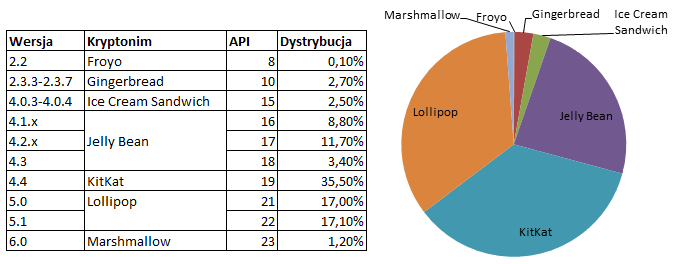 Wersja Kryptonim API Dystrybucja
2.2 Froyo 8 0,10%
2.3.3-2.3.7 Gingerbread 10 2,70%
4.0.3-4.0.4 Ice Cream Sandwich 15 2,50%
4.1.x 16 8,80%
4.2.x Jelly Bean 17 11,70%
4.3 18 3,40%
4.4 KitKat 19 35,50%
5.0 Lollipop 21 17,00%
5.1 22 17,10%
6.0 Marshmallow 23 1,20%
Marshmallow
Froyo
Gingerbread
Ice Cream
Sandwich
Lollipop
Jelly Bean
KitKat